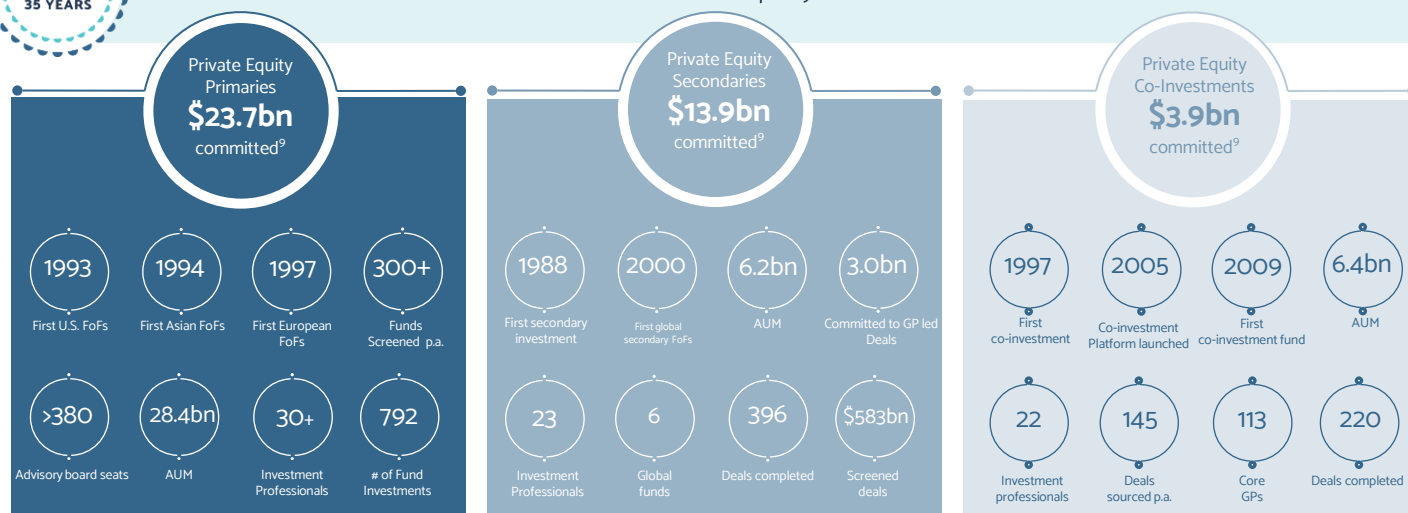 35 YEARS
Private Equity
Primaries
$23.7bn
committed9
1993
First U.S. FoFs
1994
First Asian FoFs
1997
First European
FoFs
300+
Funds
Screened p.a.
>380
Advisory board seats
28.4bn
AUM
30+
Investment
Professionals
792
# of Fund
Investments
Private Equity
Secondaries
$13.9bn
committed9
1988
First secondary
investment
2000
First global
secondary FoFs
6.2bn
AUM
3.0bn
Committed to GP led
Deals
23
Investment
Professionals
6
Global
funds
396
Deals completed
$583bn
Screened
deals
Private Equity
Co-Investments
$3.9bn
committed9
1997
First
co-investment
2005
Co-investment
Platform launched
2009
First
co-investment fund
6.4bn
AUM
22
Investment
professionals
145
Deals
sourced p.a.
113
Core
GPs
220
Deals completed